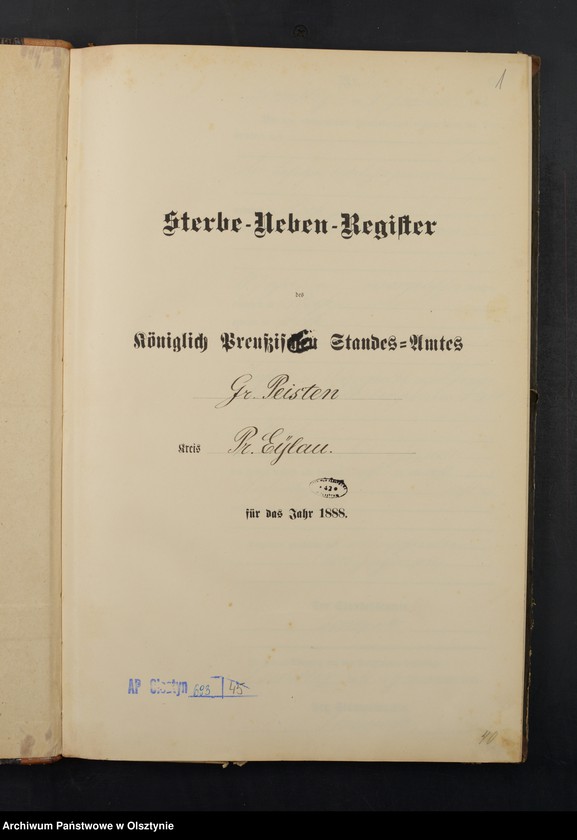 1
Sterbe-Neben-Register
des
Königlich Preußischen Standes-Amtes
Gr. Peisten
Kreis Pr. Eÿlau.
für das Jahr 1888.
AP Olsztyn 693 | 45
40
Archiwum Państwowe w Olsztynie